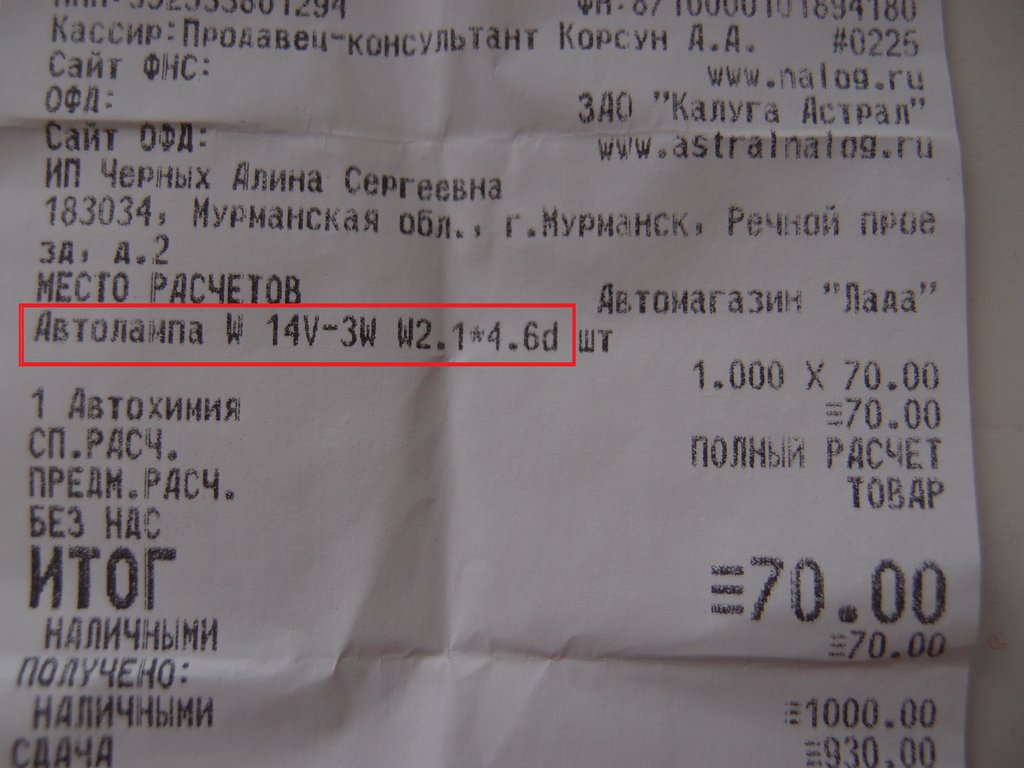 Кассир:Продавец-консультант Корсун А.А. #0225
Сайт ФНС: www.nalog.ru
ОФД: ЗАО "Калуга Астрал"
Сайт ОФД: www.astralnalog.ru
ИП Черных Алина Сергеевна
183034, Мурманская обл., г.Мурманск, Речной прое
зд, д.2
МЕСТО РАСЧЕТОВ Автомагазин "Лада"
Автолампа W 14V-3W W2.1*4.6d шт
1.000 X 70.00
1 Автохимия ≡70.00
СП.РАСЧ. ПОЛНЫЙ РАСЧЕТ
ПРЕДМ.РАСЧ. ТОВАР
БЕЗ НДС
ИТОГ ≡70.00
НАЛИЧНЫМИ ≡70.00
ПОЛУЧЕНО:
НАЛИЧНЫМИ ≡1000.00
СДАЧА ≡930.00